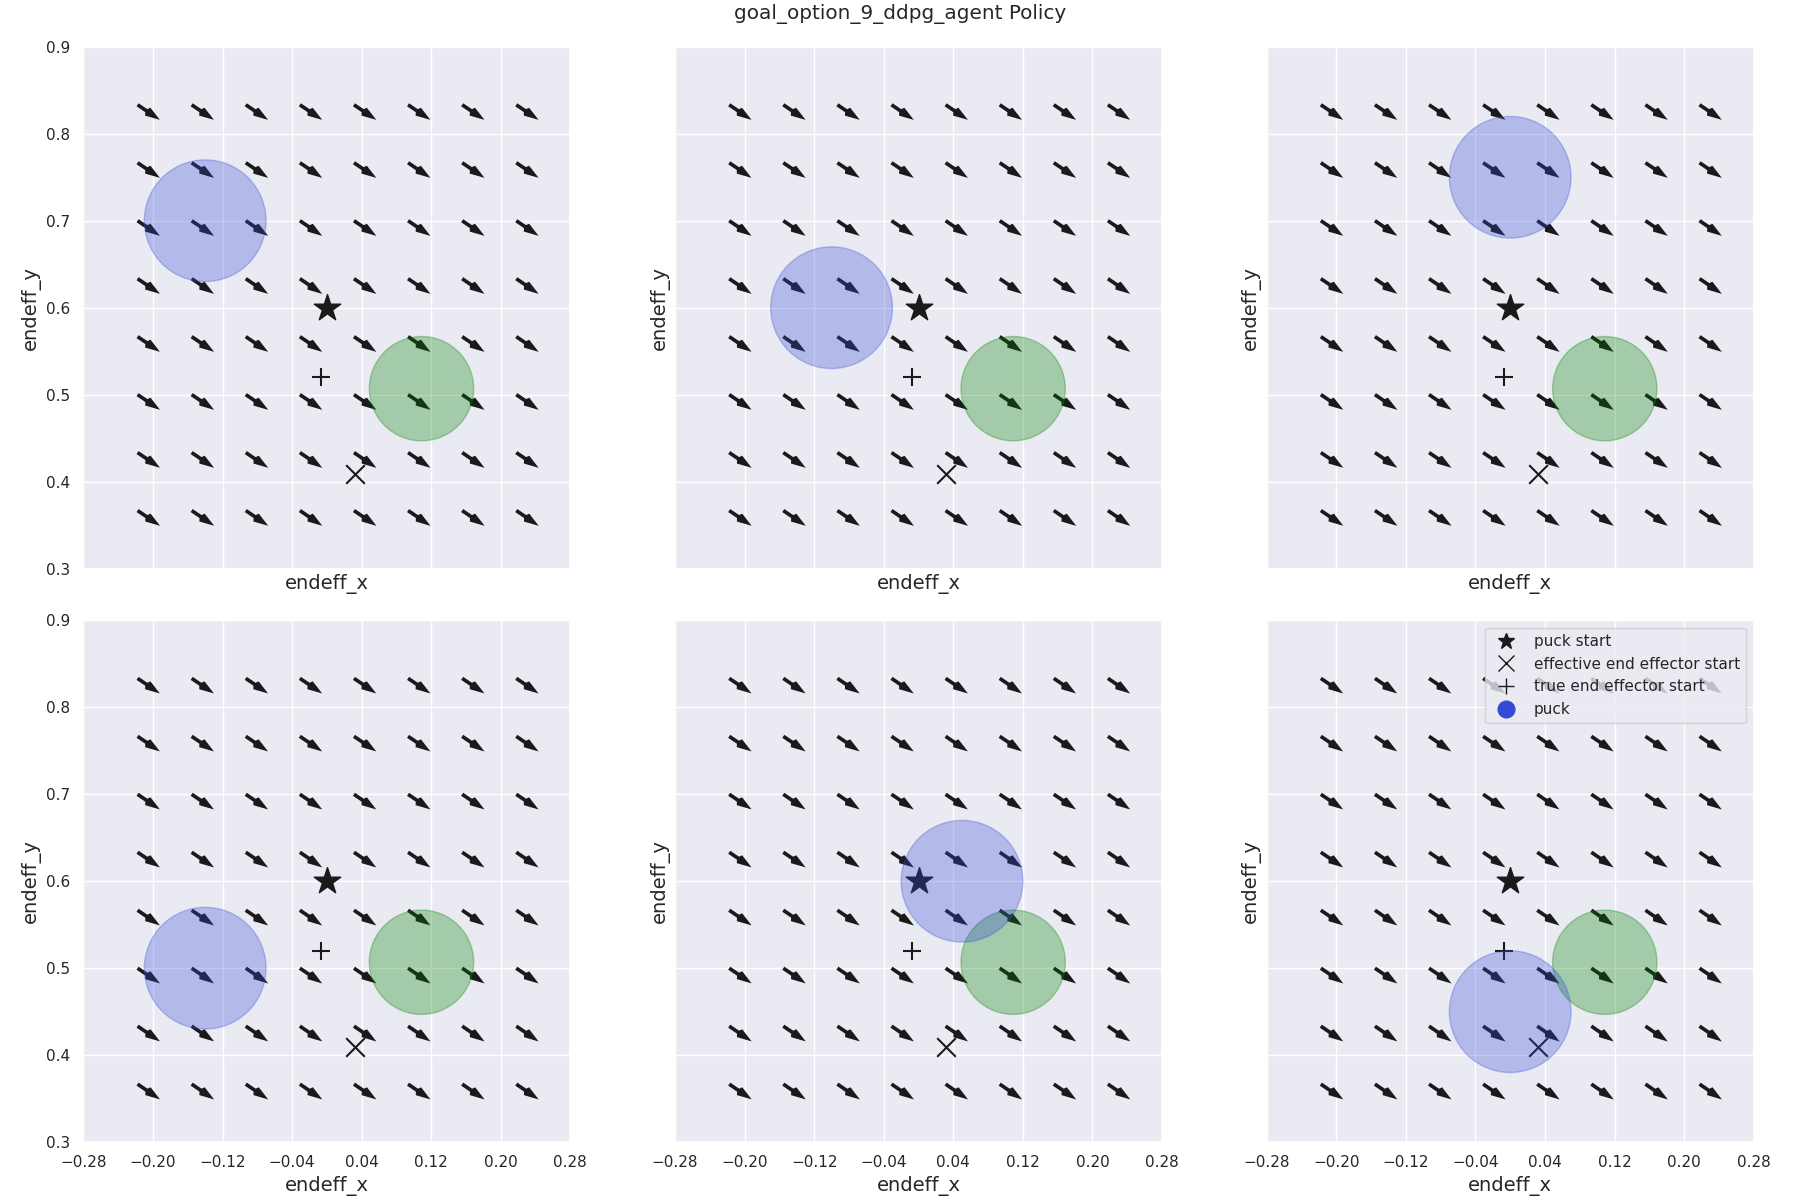 goal_option_9_ddpg_agent Policy
0.9
0.8
0.7
0.6
0.5
0.4
0.3
endeff_y
endeff_x
endeff_y
endeff_x
endeff_y
endeff_x
0.9
0.8
0.7
0.6
0.5
0.4
0.3
endeff_y
−0.28 −0.20 −0.12 −0.04 0.04 0.12 0.20 0.28
endeff_x
endeff_y
−0.28 −0.20 −0.12 −0.04 0.04 0.12 0.20 0.28
endeff_x
puck start
effective end effector start
true end effector start
puck
endeff_y
−0.28 −0.20 −0.12 −0.04 0.04 0.12 0.20 0.28
endeff_x